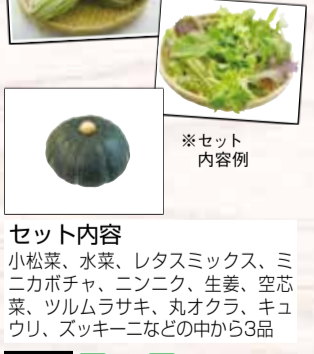 ※セット
内容例
セット内容
小松菜、水菜、レタスミックス、ミ
ニカボチャ、ニンニク、生姜、空芯
菜、ツルムラサキ、丸オクラ、キュ
ウリ、ズッキーニなどの中から3品